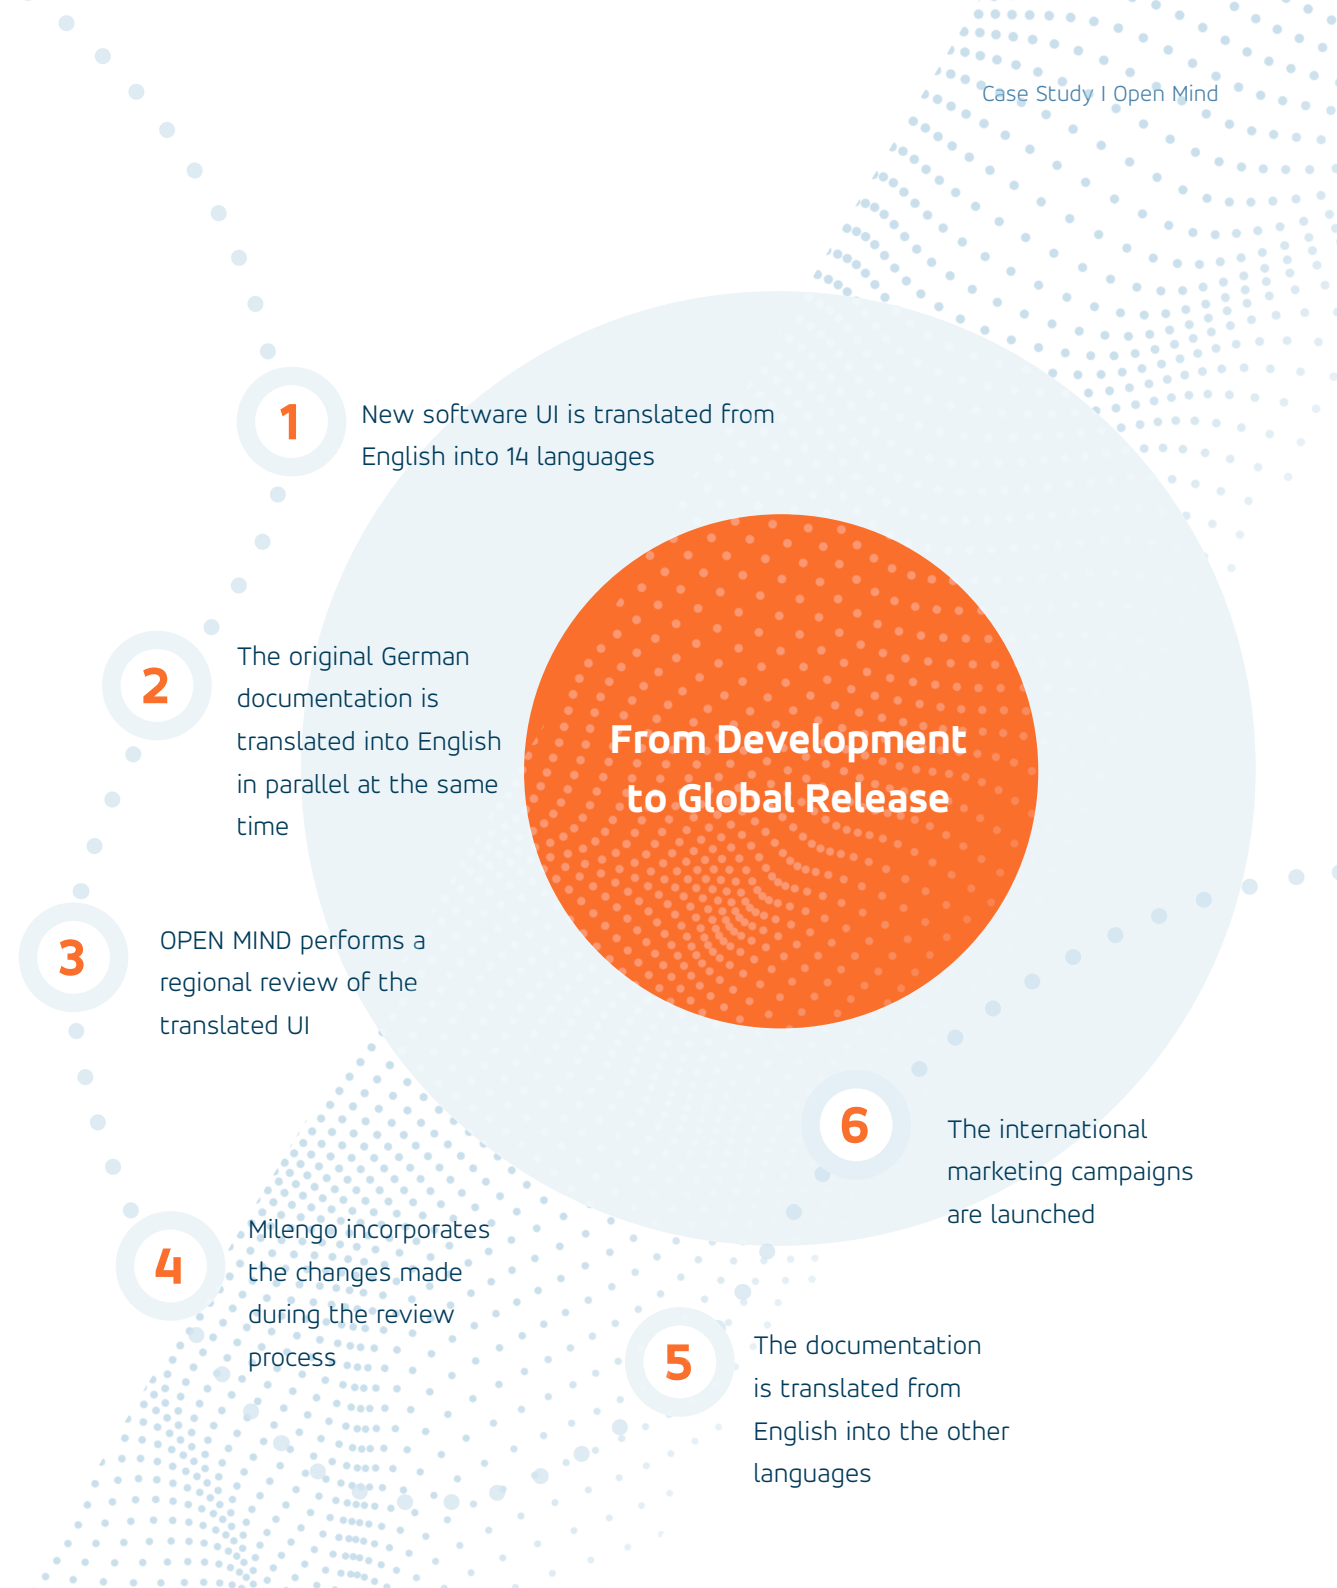 Case Study I Open Mind
1
New software UI is translated from
English into 14 languages
2
The original German
documentation is
translated into English
in parallel at the same
time
From Development
to Global Release
3
OPEN MIND performs a
regional review of the
translated UI
4
Milengo incorporates
the changes made
during the review
process
5
The documentation
is translated from
English into the other
languages
6
The international
marketing campaigns
are launched